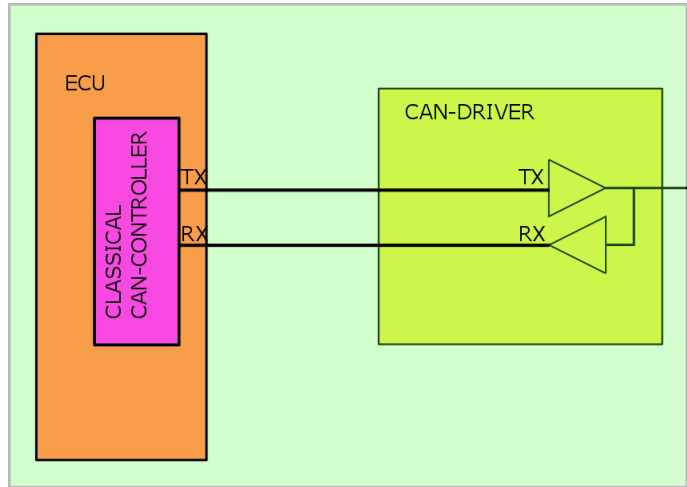 ECU
CLASSICAL
CAN-CONTROLLER
TX
RX
CAN-DRIVER
TX
RX